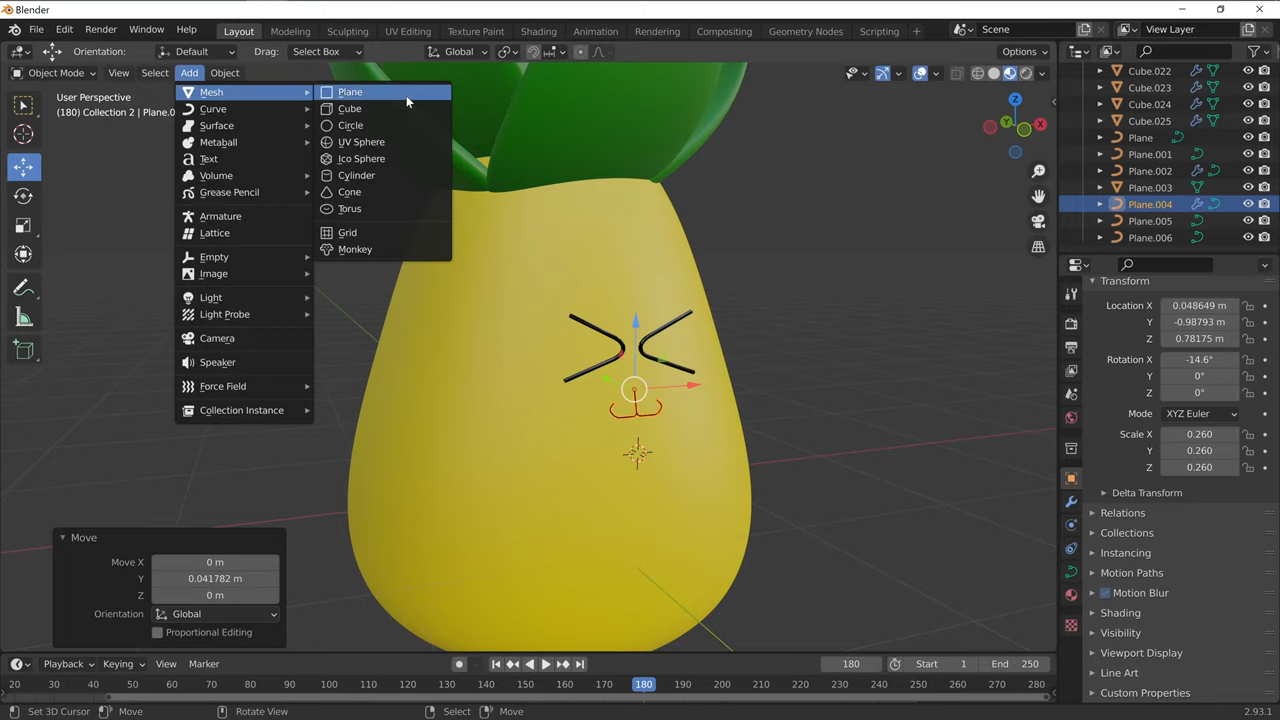 Blender
File Edit Render Window Help Layout Modeling Sculpting UV Editing Texture Paint Shading Animation Rendering Compositing Geometry Nodes Scripting + Scene View Layer
Orientation: Default Drag: Select Box Global Options
Object Mode View Select Add Object
User Perspective
(180) Collection 2 | Plane.0
Mesh
Curve
Surface
Metaball
Text
Volume
Grease Pencil
Armature
Lattice
Empty
Image
Light
Light Probe
Camera
Speaker
Force Field
Collection Instance
Plane
Cube
Circle
UV Sphere
Ico Sphere
Cylinder
Cone
Torus
Grid
Monkey
Z
X
Y
Cube.022
Cube.023
Cube.024
Cube.025
Plane
Plane.001
Plane.002
Plane.003
Plane.004
Plane.005
Plane.006
Transform
Location X 0.048649 m
Y -0.98793 m
Z 0.78175 m
Rotation X -14.6°
Y 0°
Z 0°
Mode XYZ Euler
Scale X 0.260
Y 0.260
Z 0.260
Delta Transform
Relations
Collections
Instancing
Motion Paths
Motion Blur
Shading
Visibility
Viewport Display
Line Art
Custom Properties
Move
Move X 0 m
Y 0.041782 m
Z 0 m
Orientation Global
Proportional Editing
Playback Keying View Marker 180 Start 1 End 250
20 30 40 50 60 70 80 90 100 110 120 130 140 150 160 170 180 190 200 210 220 230 240 250 260 270 280
Set 3D Cursor Move Rotate View Select Move 2.93.1